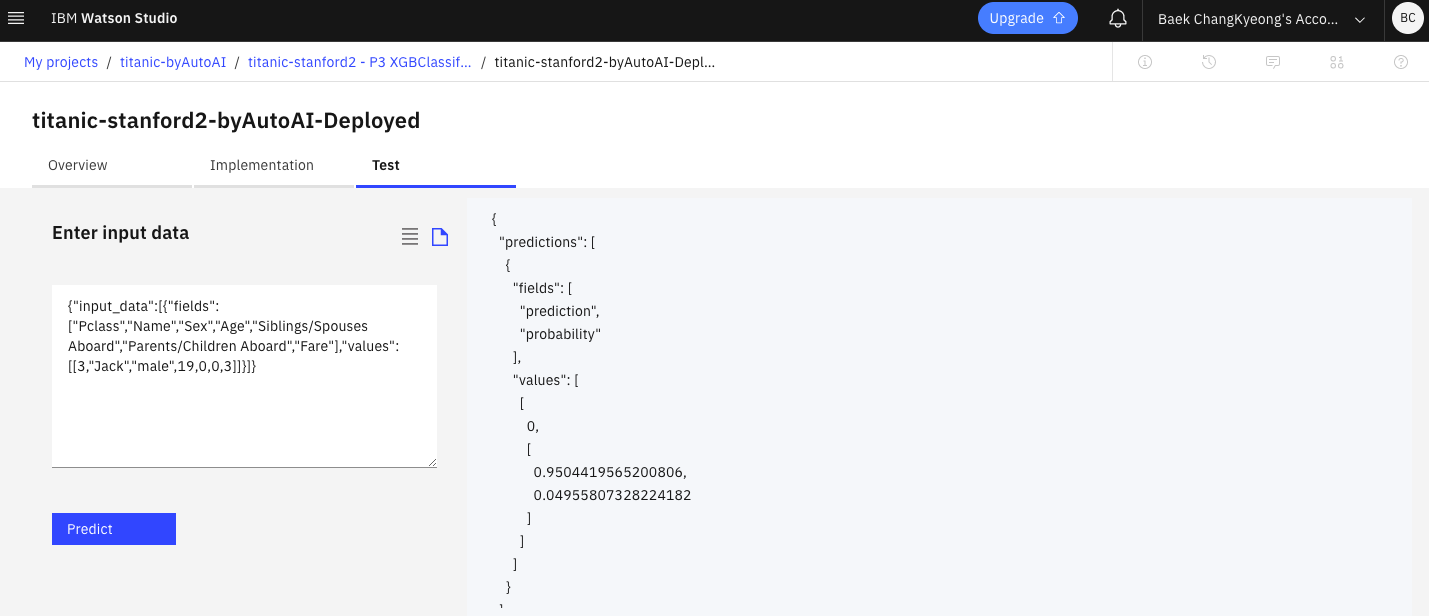 IBM Watson Studio
Upgrade
Baek ChangKyeong's Acco...
BC
My projects / titanic-byAutoAI / titanic-stanford2 - P3 XGBClassif... / titanic-stanford2-byAutoAI-Depl...
titanic-stanford2-byAutoAI-Deployed
Overview
Implementation
Test
Enter input data
{"input_data":[{"fields":
["Pclass","Name","Sex","Age","Siblings/Spouses
Aboard","Parents/Children Aboard","Fare"],"values":
[[3,"Jack","male",19,0,0,3]]}]}
Predict
{
"predictions": [
{
"fields": [
"prediction",
"probability"
],
"values": [
[
0,
[
0.9504419565200806,
0.04955807328224182
]
]
]
}
]